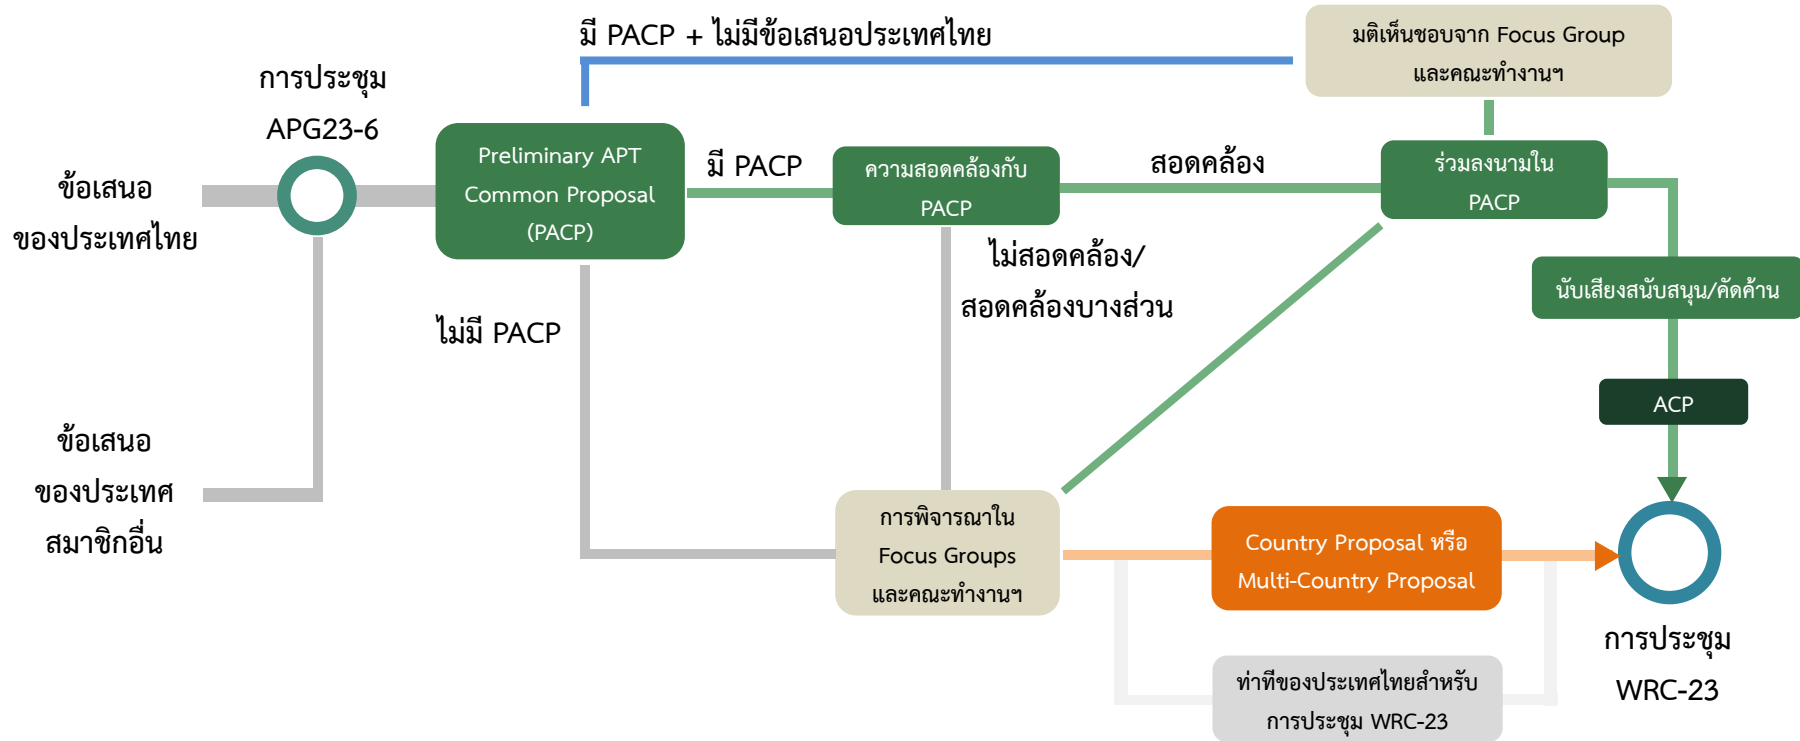 มี PACP + ไม่มีข้อเสนอประเทศไทย
มติเห็นชอบจาก Focus Group
และคณะทำงานฯ
การประชุม
APG23-6
ข้อเสนอ
ของประเทศไทย
Preliminary APT
Common Proposal
(PACP)
มี PACP
ความสอดคล้องกับ
PACP
สอดคล้อง
ร่วมลงนามใน
PACP
ไม่สอดคล้อง/
สอดคล้องบางส่วน
ไม่มี PACP
นับเสียงสนับสนุน/คัดค้าน
ACP
ข้อเสนอ
ของประเทศ
สมาชิกอื่น
การพิจารณาใน
Focus Groups
และคณะทำงานฯ
Country Proposal หรือ
Multi-Country Proposal
การประชุม
WRC-23
ท่าทีของประเทศไทยสำหรับ
การประชุม WRC-23